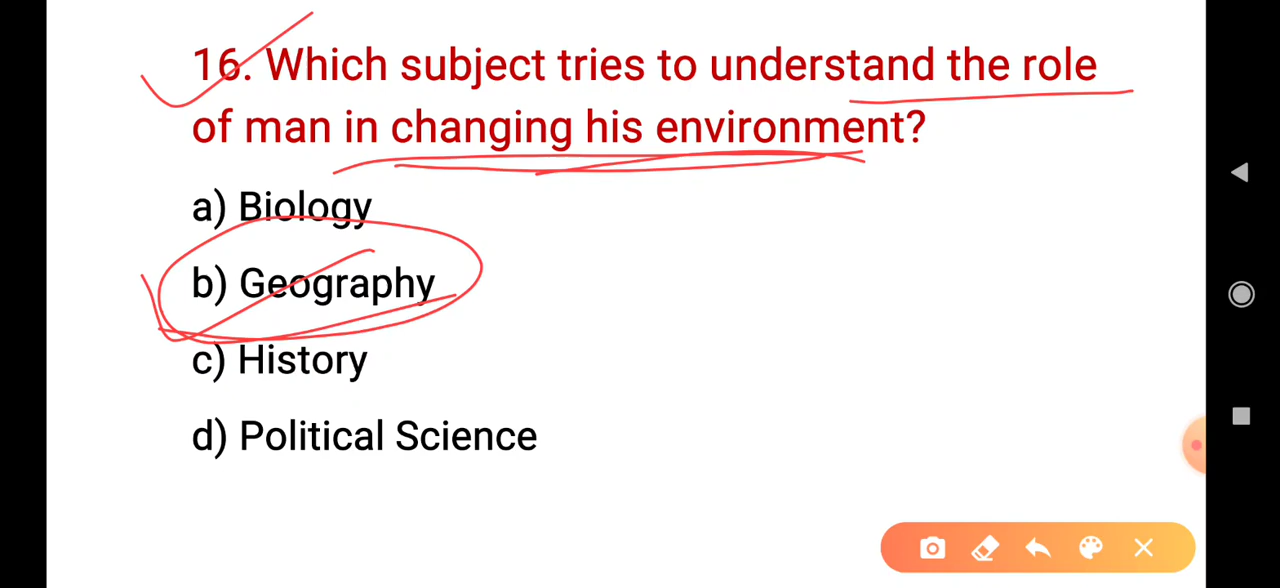 16. Which subject tries to understand the role
of man in changing his environment?
a) Biology
b) Geography
c) History
d) Political Science